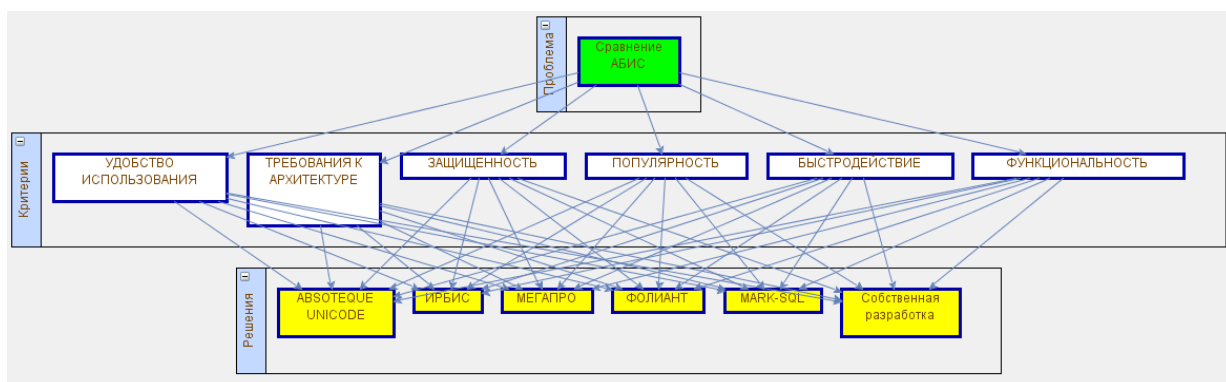 Проблема
Сравнение
АБИС
Критерии
УДОБСТВО
ИСПОЛЬЗОВАНИЯ
ТРЕБОВАНИЯ К
АРХИТЕКТУРЕ
ЗАЩИЩЕННОСТЬ
ПОПУЛЯРНОСТЬ
БЫСТРОДЕЙСТВИЕ
ФУНКЦИОНАЛЬНОСТЬ
Решения
ABSOTEQUE
UNICODE
ИРБИС
МЕГАПРО
ФОЛИАНТ
MARK-SQL
Собственная
разработка